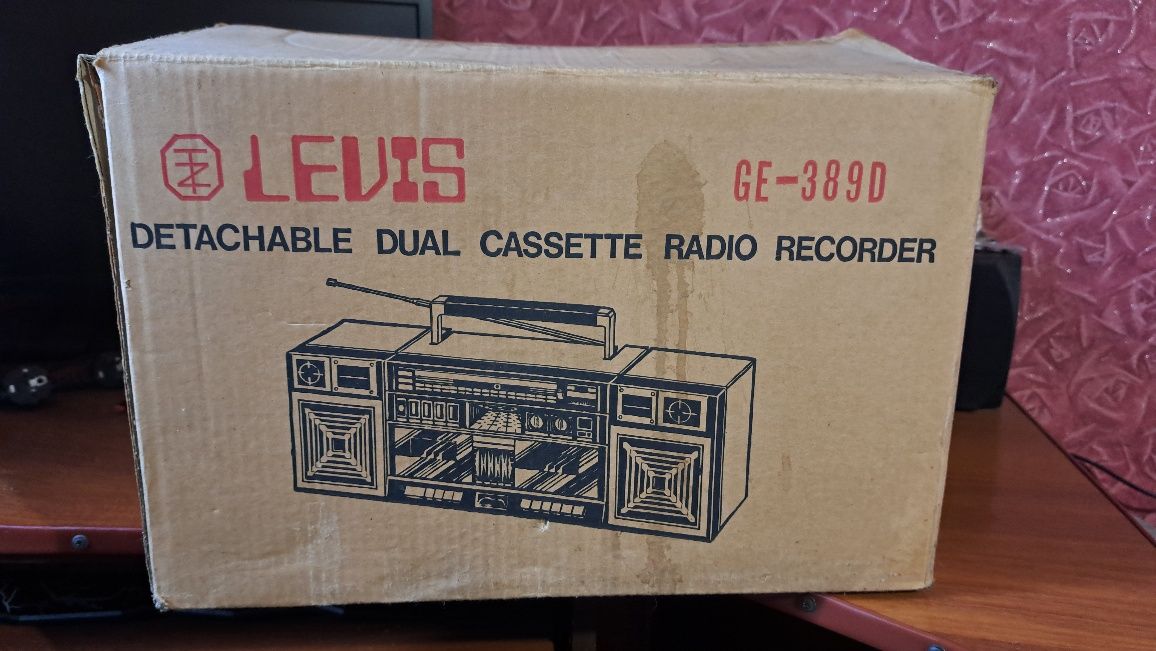 LEVIS
GE-389D
DETACHABLE DUAL CASSETTE RADIO RECORDER